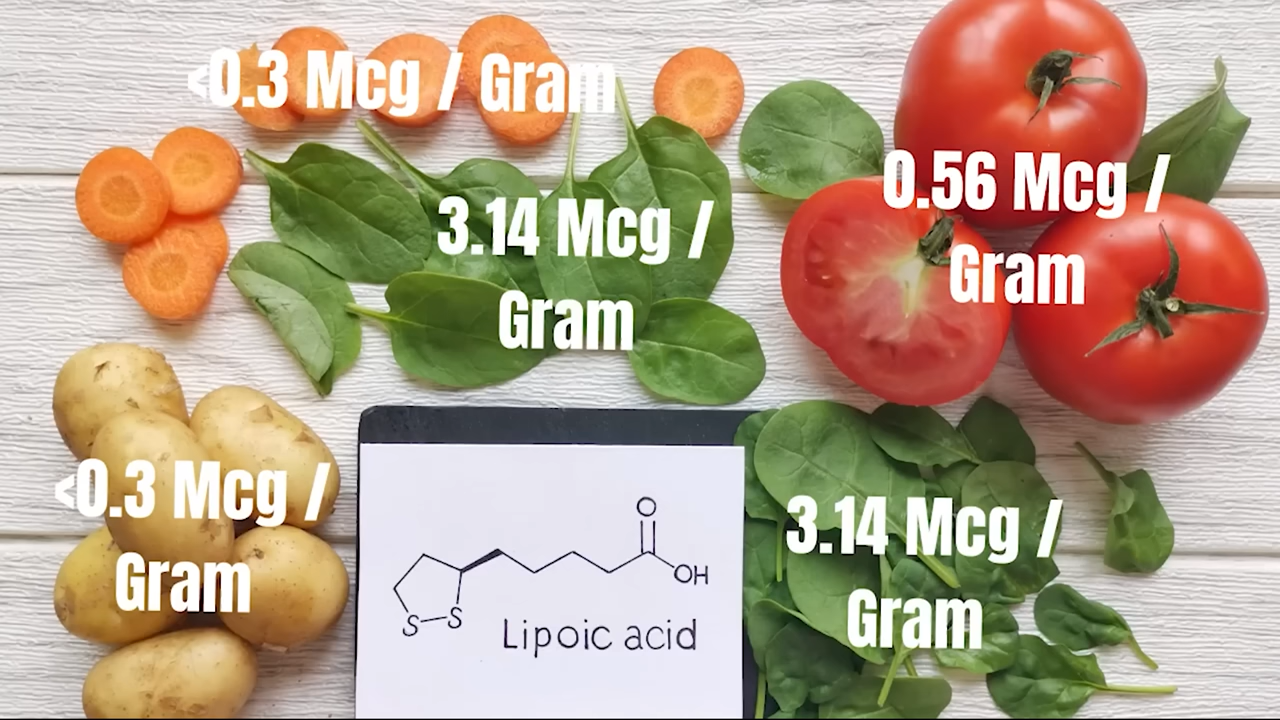 <0.3 Mcg / Gram
3.14 Mcg /
Gram
0.56 Mcg /
Gram
<0.3 Mcg /
Gram
3.14 Mcg /
Gram
O
OH
S
S
Lipoic acid